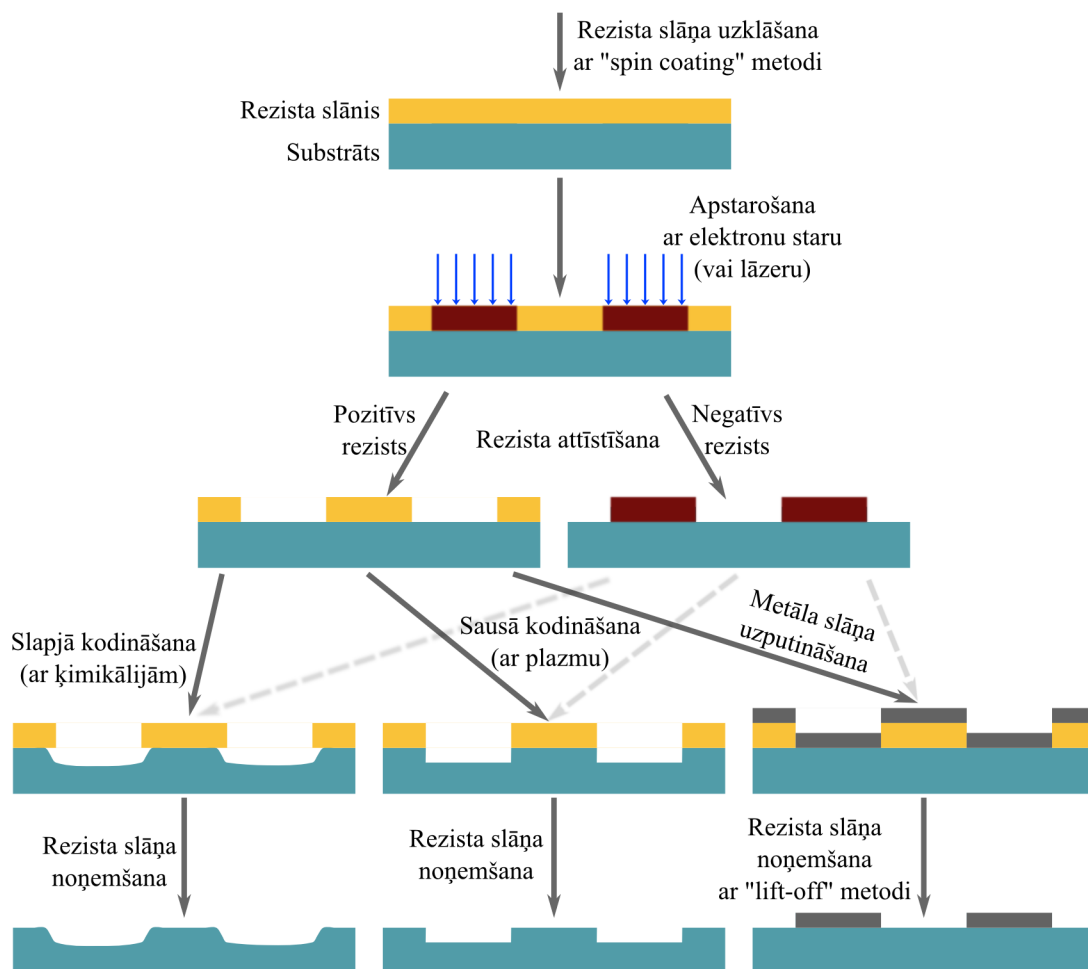 Rezista slāņa uzklāšana
ar "spin coating" metodi
Rezista slānis
Substrāts
Apstarošana
ar elektronu staru
(vai lāzeru)
Pozitīvs
rezists
Rezista attīstīšana
Negatīvs
rezists
Slapjā kodināšana
(ar ķimikālijām)
Sausā kodināšana
(ar plazmu)
Metāla slāņa
uzputināšana
Rezista slāņa
noņemšana
Rezista slāņa
noņemšana
Rezista slāņa
noņemšana
ar "lift-off" metodi